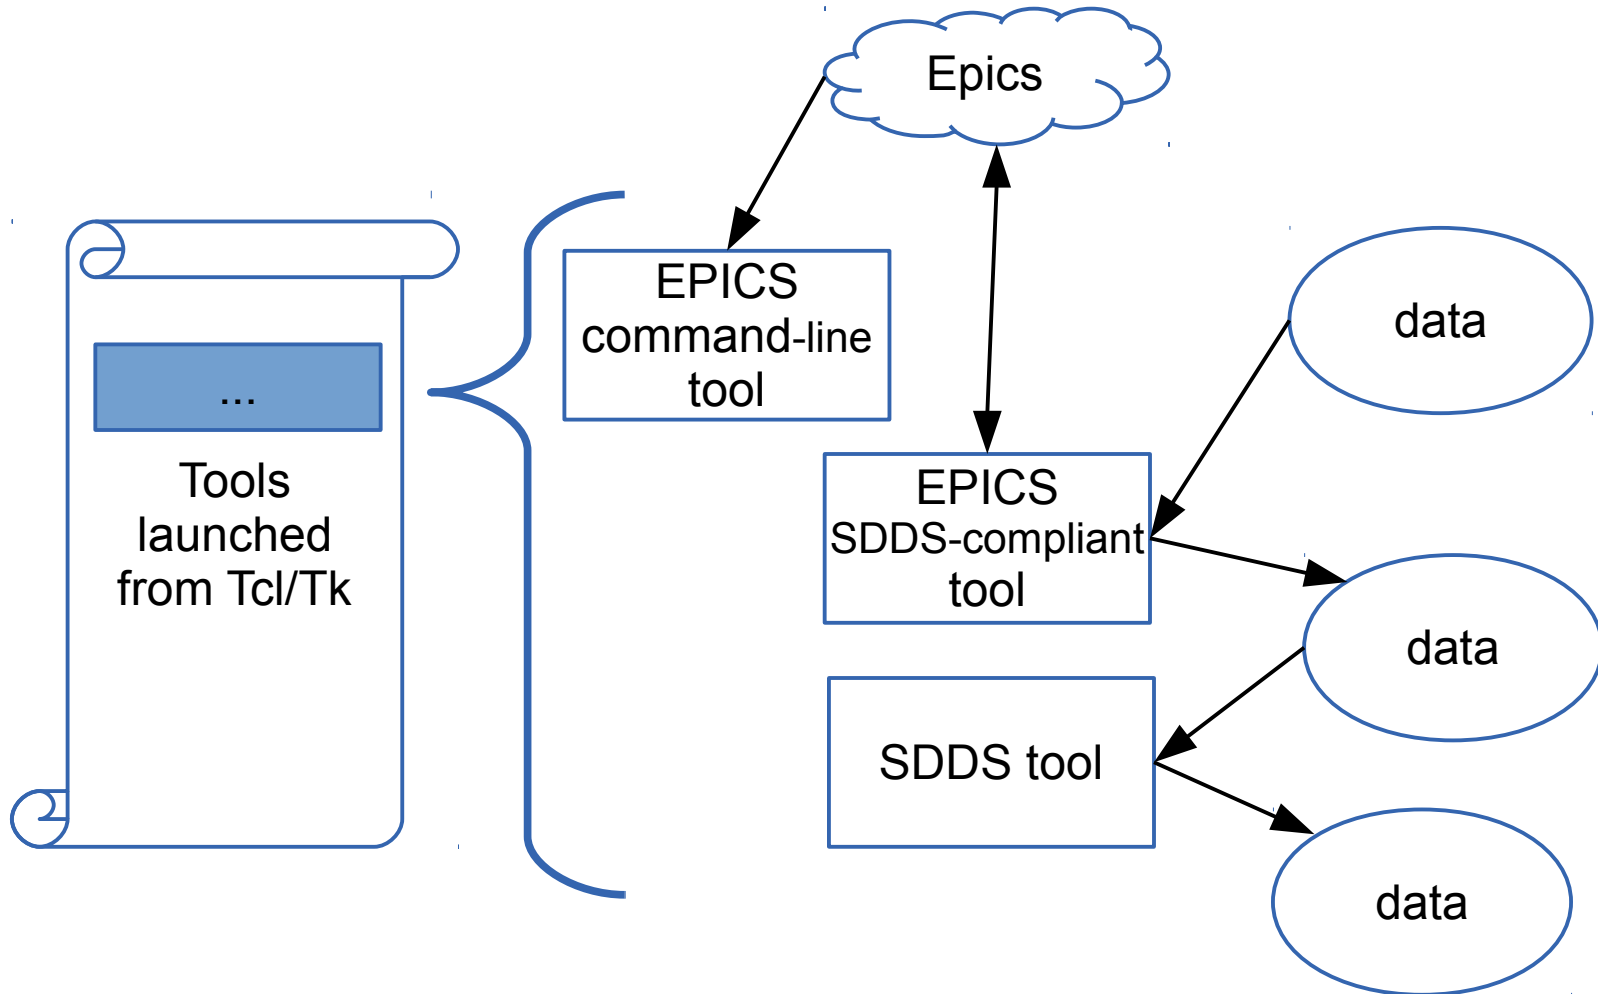 Epics
EPICS
command-line
tool
data
...
Tools
launched
from Tcl/Tk
EPICS
SDDS-compliant
tool
data
SDDS tool
data